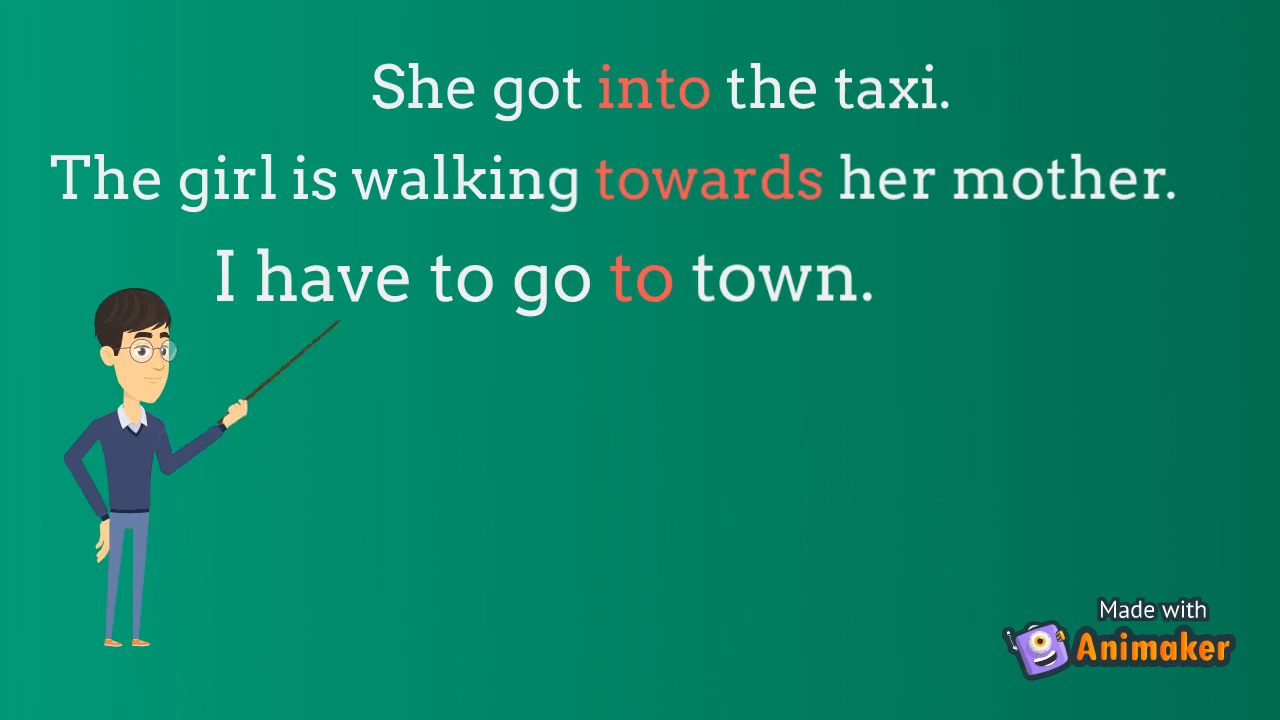 She got into the taxi.
The girl is walking towards her mother.
I have to go to town.
Made with
Animaker